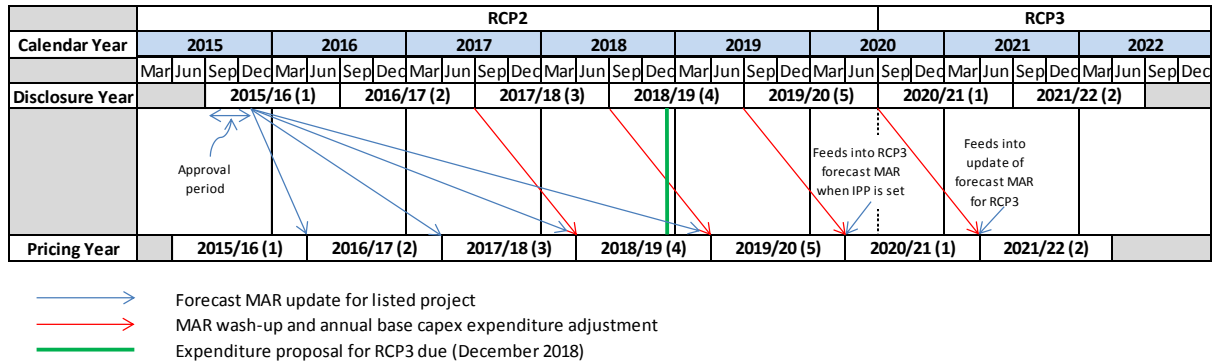 RCP2 RCP3
Calendar Year 2015 2016 2017 2018 2019 2020 2021 2022
Mar Jun Sep Dec Mar Jun Sep Dec Mar Jun Sep Dec Mar Jun Sep Dec Mar Jun Sep Dec Mar Jun Sep Dec Mar Jun Sep Dec Mar Jun Sep Dec
Disclosure Year 2015/16 (1) 2016/17 (2) 2017/18 (3) 2018/19 (4) 2019/20 (5) 2020/21 (1) 2021/22 (2)
Approval
period
Feeds into RCP3
forecast MAR
when IPP is set
Feeds into
update of
forecast MAR
for RCP3
Pricing Year 2015/16 (1) 2016/17 (2) 2017/18 (3) 2018/19 (4) 2019/20 (5) 2020/21 (1) 2021/22 (2)
Forecast MAR update for listed project
MAR wash-up and annual base capex expenditure adjustment
Expenditure proposal for RCP3 due (December 2018)